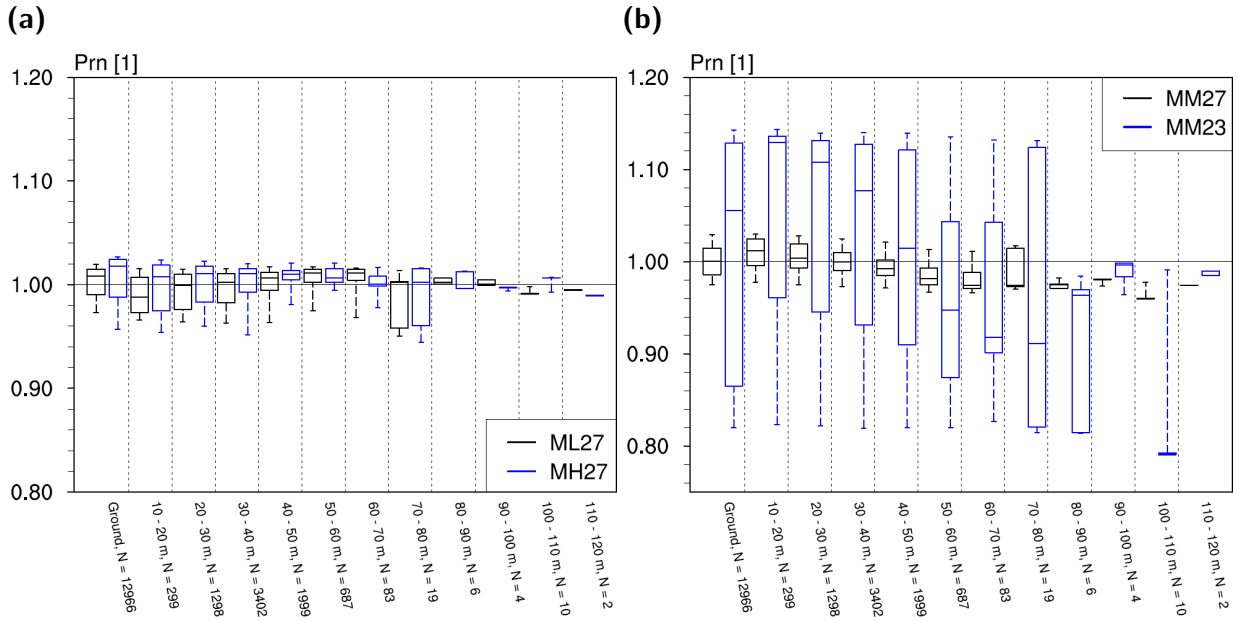 (a)
Prn [1]
1.20
1.10
1.00
0.90
0.80
ML27
MH27
Ground, N = 12966
10 - 20 m, N = 299
20 - 30 m, N = 1298
30 - 40 m, N = 3402
40 - 50 m, N = 1999
50 - 60 m, N = 687
60 - 70 m, N = 83
70 - 80 m, N = 19
80 - 90 m, N = 6
90 - 100 m, N = 4
100 - 110 m, N = 10
110 - 120 m, N = 2
(b)
Prn [1]
1.20
1.10
1.00
0.90
0.80
MM27
MM23
Ground, N = 12966
10 - 20 m, N = 299
20 - 30 m, N = 1298
30 - 40 m, N = 3402
40 - 50 m, N = 1999
50 - 60 m, N = 687
60 - 70 m, N = 83
70 - 80 m, N = 19
80 - 90 m, N = 6
90 - 100 m, N = 4
100 - 110 m, N = 10
110 - 120 m, N = 2